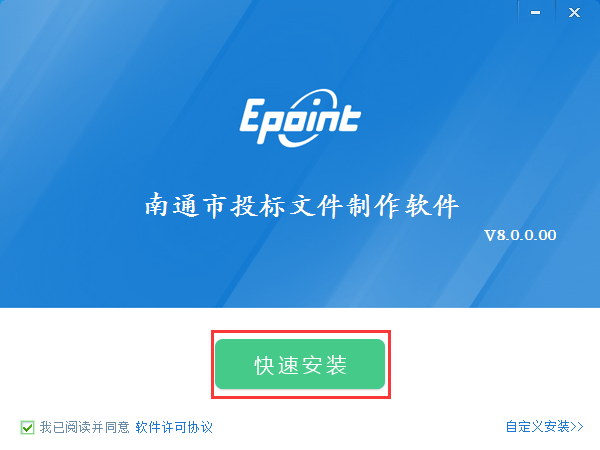 Epoint
南通市投标文件制作软件
V8.0.0.00
快速安装
我已阅读并同意 软件许可协议
自定义安装>>